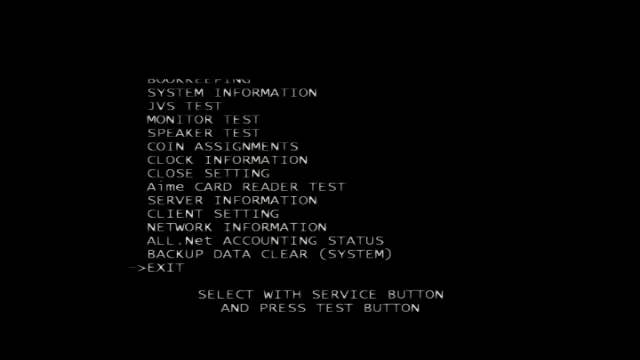 BOOKKEEPING
SYSTEM INFORMATION
JVS TEST
MONITOR TEST
SPEAKER TEST
COIN ASSIGNMENTS
CLOCK INFORMATION
CLOSE SETTING
Aime CARD READER TEST
SERVER INFORMATION
CLIENT SETTING
NETWORK INFORMATION
ALL.Net ACCOUNTING STATUS
BACKUP DATA CLEAR (SYSTEM)
->EXIT
SELECT WITH SERVICE BUTTON
AND PRESS TEST BUTTON